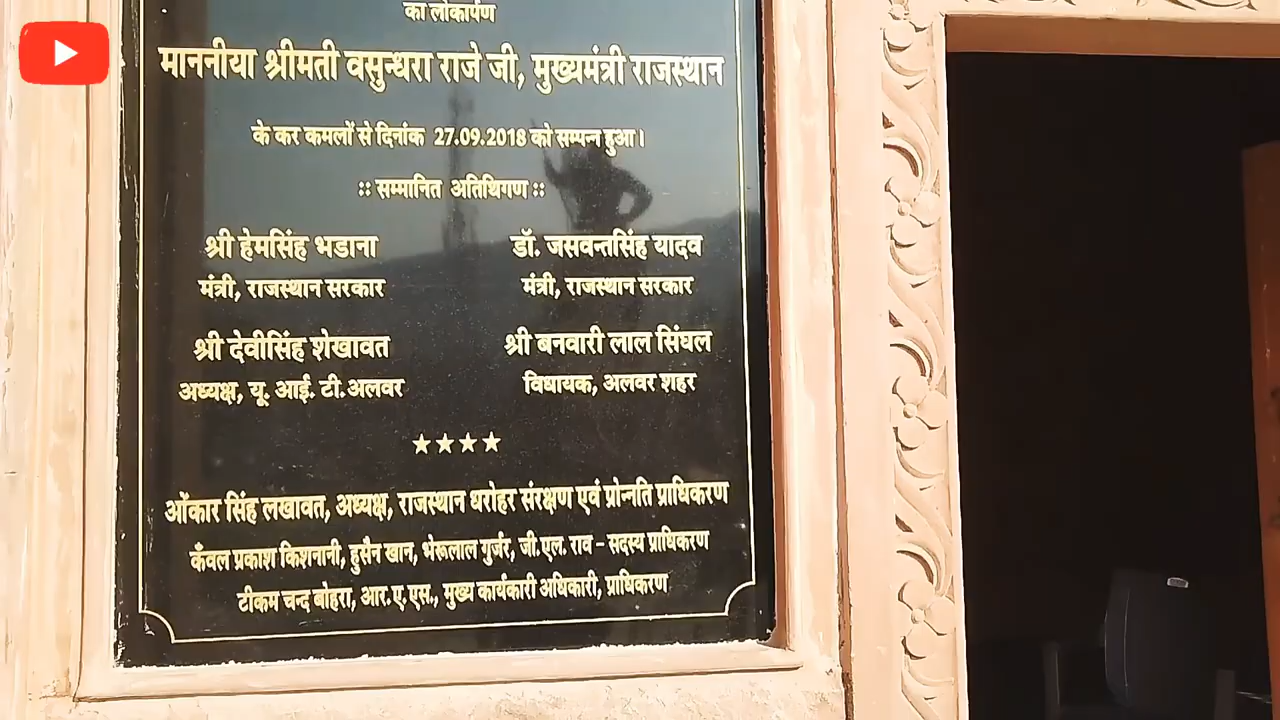 का लोकार्पण
माननीया श्रीमती वसुन्धरा राजे जी, मुख्यमंत्री राजस्थान
के कर कमलों से दिनांक 27.09.2018 को सम्पन्न हुआ।
:: सम्मानित अतिथिगण ::
श्री हेमसिंह भडाना
मंत्री, राजस्थान सरकार
डॉ. जसवन्तसिंह यादव
मंत्री, राजस्थान सरकार
श्री देवीसिंह शेखावत
अध्यक्ष, यू. आई. टी.अलवर
श्री बनवारी लाल सिंघल
विधायक, अलवर शहर
★★★★
ओंकार सिंह लखावत, अध्यक्ष, राजस्थान धरोहर संरक्षण एवं प्रोन्नति प्राधिकरण
कँवल प्रकाश किशनानी, हुसैन खान, भेरूलाल गुर्जर, जी.एल. राव – सदस्य प्राधिकरण
टीकम चन्द बोहरा, आर.ए.एस., मुख्य कार्यकारी अधिकारी, प्राधिकरण